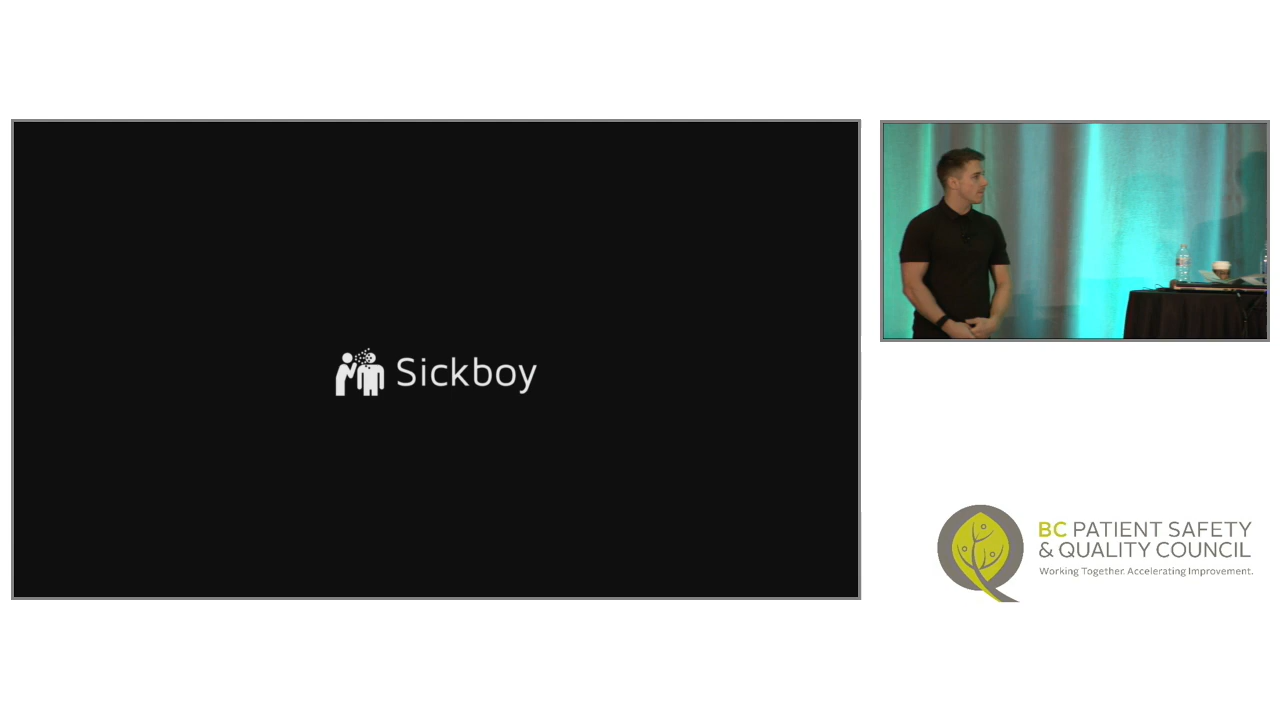 Sickboy
BC PATIENT SAFETY
& QUALITY COUNCIL
Working Together. Accelerating Improvement.